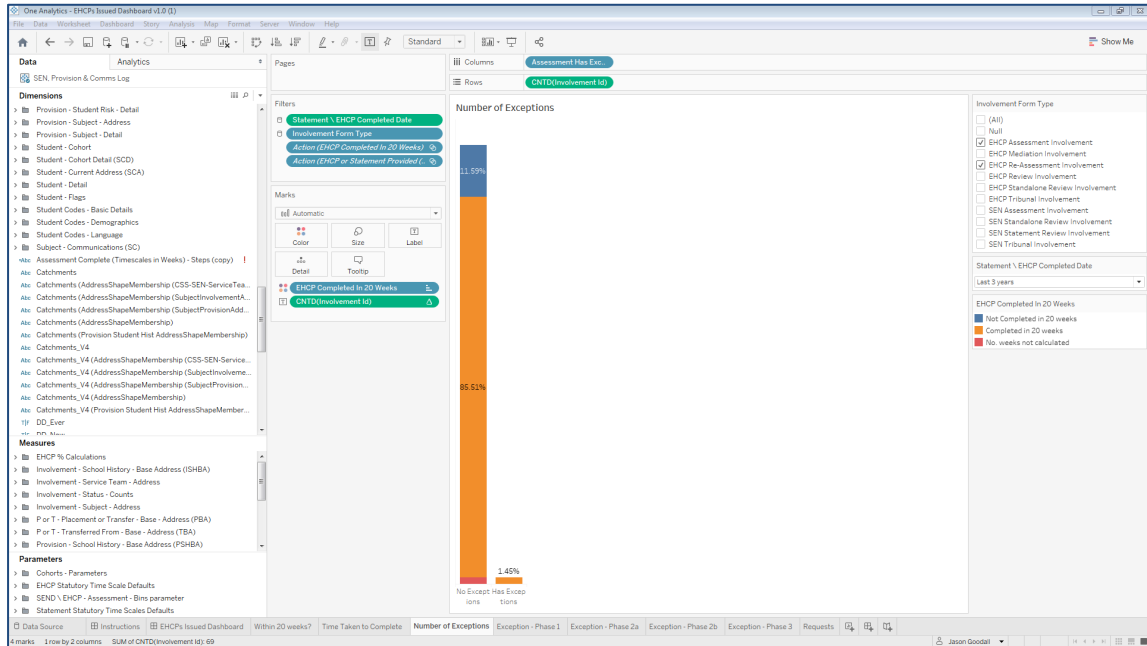 One Analytics - EHCPs Issued Dashboard v1.0 (1)
File Data Worksheet Dashboard Story Analysis Map Format Server Window Help
Standard
Show Me
Data Analytics
SEN, Provision & Comms Log
Dimensions
Provision - Student Risk - Detail
Provision - Subject - Address
Provision - Subject - Detail
Student - Cohort
Student - Cohort Detail (SCD)
Student - Current Address (SCA)
Student - Detail
Student - Flags
Student Codes - Basic Details
Student Codes - Demographics
Student Codes - Language
Subject - Communications (SC)
Abc Assessment Complete (Timescales in Weeks) - Steps (copy) !
Abc Catchments
Abc Catchments (AddressShapeMembership (CSS-SEN-ServiceTea...
Abc Catchments (AddressShapeMembership (SubjectInvolvementA...
Abc Catchments (AddressShapeMembership (SubjectProvisionAdd...
Abc Catchments (AddressShapeMembership)
Abc Catchments (Provision Student Hist AddressShapeMembership)
Abc Catchments_V4
Abc Catchments_V4 (AddressShapeMembership (CSS-SEN-Service...
Abc Catchments_V4 (AddressShapeMembership (SubjectInvolveme...
Abc Catchments_V4 (AddressShapeMembership (SubjectProvision...
Abc Catchments_V4 (AddressShapeMembership)
Abc Catchments_V4 (Provision Student Hist AddressShapeMember...
T|F DD_Ever
Measures
EHCP % Calculations
Involvement - School History - Base Address (ISHBA)
Involvement - Service Team - Address
Involvement - Status - Counts
Involvement - Subject - Address
P or T - Placement or Transfer - Base - Address (PBA)
P or T - Transferred From - Base - Address (TBA)
Provision - School History - Base Address (PSHBA)
Parameters
Cohorts - Parameters
EHCP Statutory Time Scale Defaults
SEND \ EHCP - Assessment - Bins parameter
Statement Statutory Time Scales Defaults
Pages
Filters
Statement \ EHCP Completed Date
Involvement Form Type
Action (EHCP Completed In 20 Weeks)
Action (EHCP or Statement Provided (..
Marks
Automatic
Color Size Label
Detail Tooltip
EHCP Completed In 20 Weeks
CNTD(Involvement Id) Δ
Columns Assessment Has Exc..
Rows CNTD(Involvement Id)
Number of Exceptions
11.59%
85.51%
1.45%
No Except Has Excep
ions tions
Involvement Form Type
(All)
Null
EHCP Assessment Involvement
EHCP Mediation Involvement
EHCP Re-Assessment Involvement
EHCP Review Involvement
EHCP Standalone Review Involvement
EHCP Tribunal Involvement
SEN Assessment Involvement
SEN Standalone Review Involvement
SEN Statement Review Involvement
SEN Tribunal Involvement
Statement \ EHCP Completed Date
Last 3 years
EHCP Completed In 20 Weeks
Not Completed in 20 weeks
Completed in 20 weeks
No. weeks not calculated
Data Source Instructions EHCPs Issued Dashboard Within 20 weeks? Time Taken to Complete Number of Exceptions Exception - Phase 1 Exception - Phase 2a Exception - Phase 2b Exception - Phase 3 Requests
4 marks 1 row by 2 columns SUM of CNTD(Involvement Id): 69 Jason Goodall